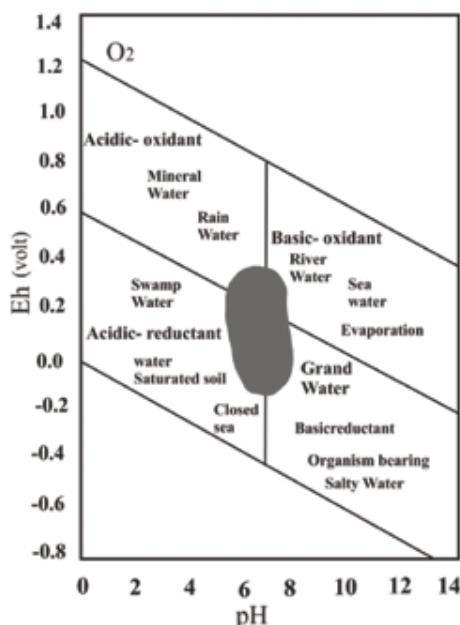 1.4
O2
1.2
1.0
Acidic- oxidant
0.8
Mineral
Water
0.6
Rain
Water
Basic- oxidant
0.4
River
Water
Sea
water
Swamp
Water
0.2
Evaporation
Acidic- reductant
0.0
water
Saturated soil
Grand
Water
-0.2
Closed
sea
Basicreductant
-0.4
Organism bearing
Salty Water
-0.6
-0.8
Eh (volt)
0 2 4 6 8 10 12 14
pH